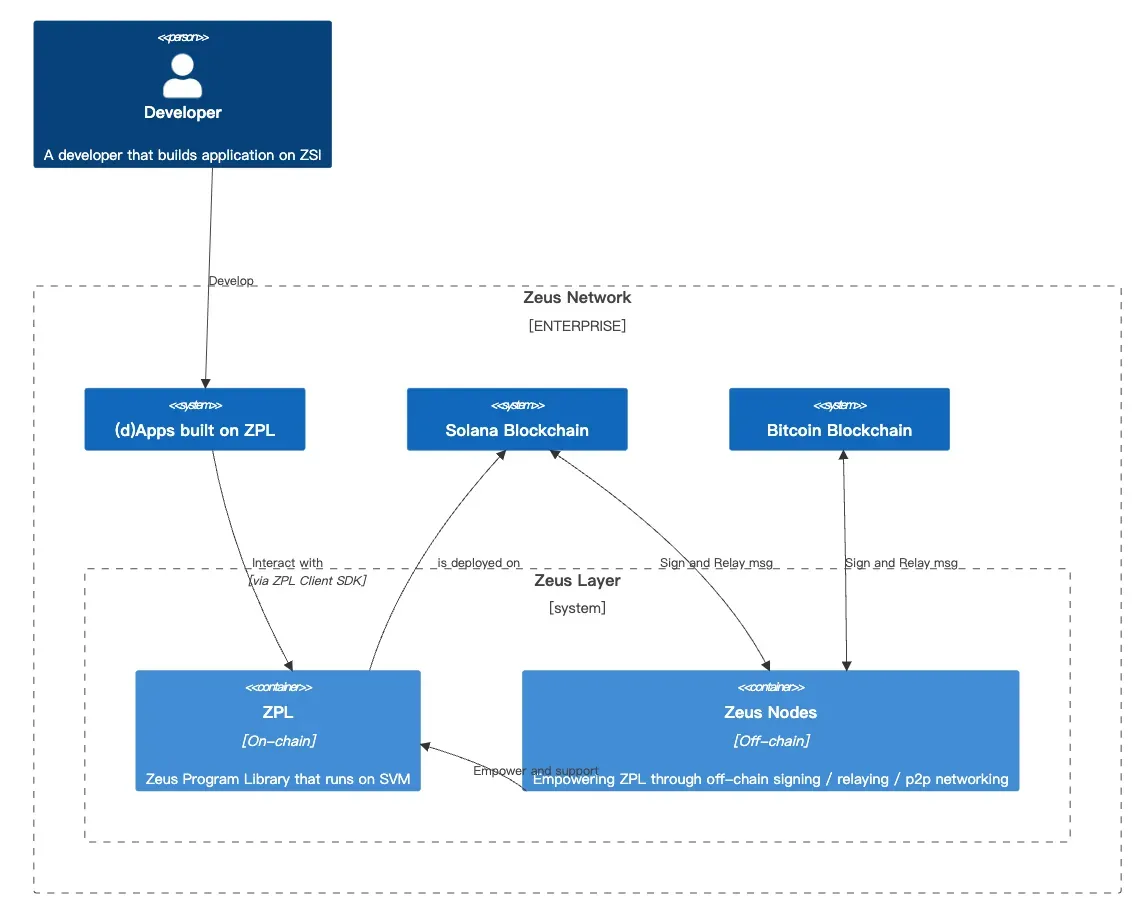 <<person>>
Developer
A developer that builds application on ZSI
Develop
Zeus Network
[ENTERPRISE]
<<system>>
(d)Apps built on ZPL
<<system>>
Solana Blockchain
<<system>>
Bitcoin Blockchain
Interact with
[via ZPL Client SDK]
is deployed on
Sign and Relay msg
Sign and Relay msg
Zeus Layer
[system]
<<container>>
ZPL
[On-chain]
Zeus Program Library that runs on SVM
Empower and support
<<container>>
Zeus Nodes
[Off-chain]
Empowering ZPL through off-chain signing / relaying / p2p networking